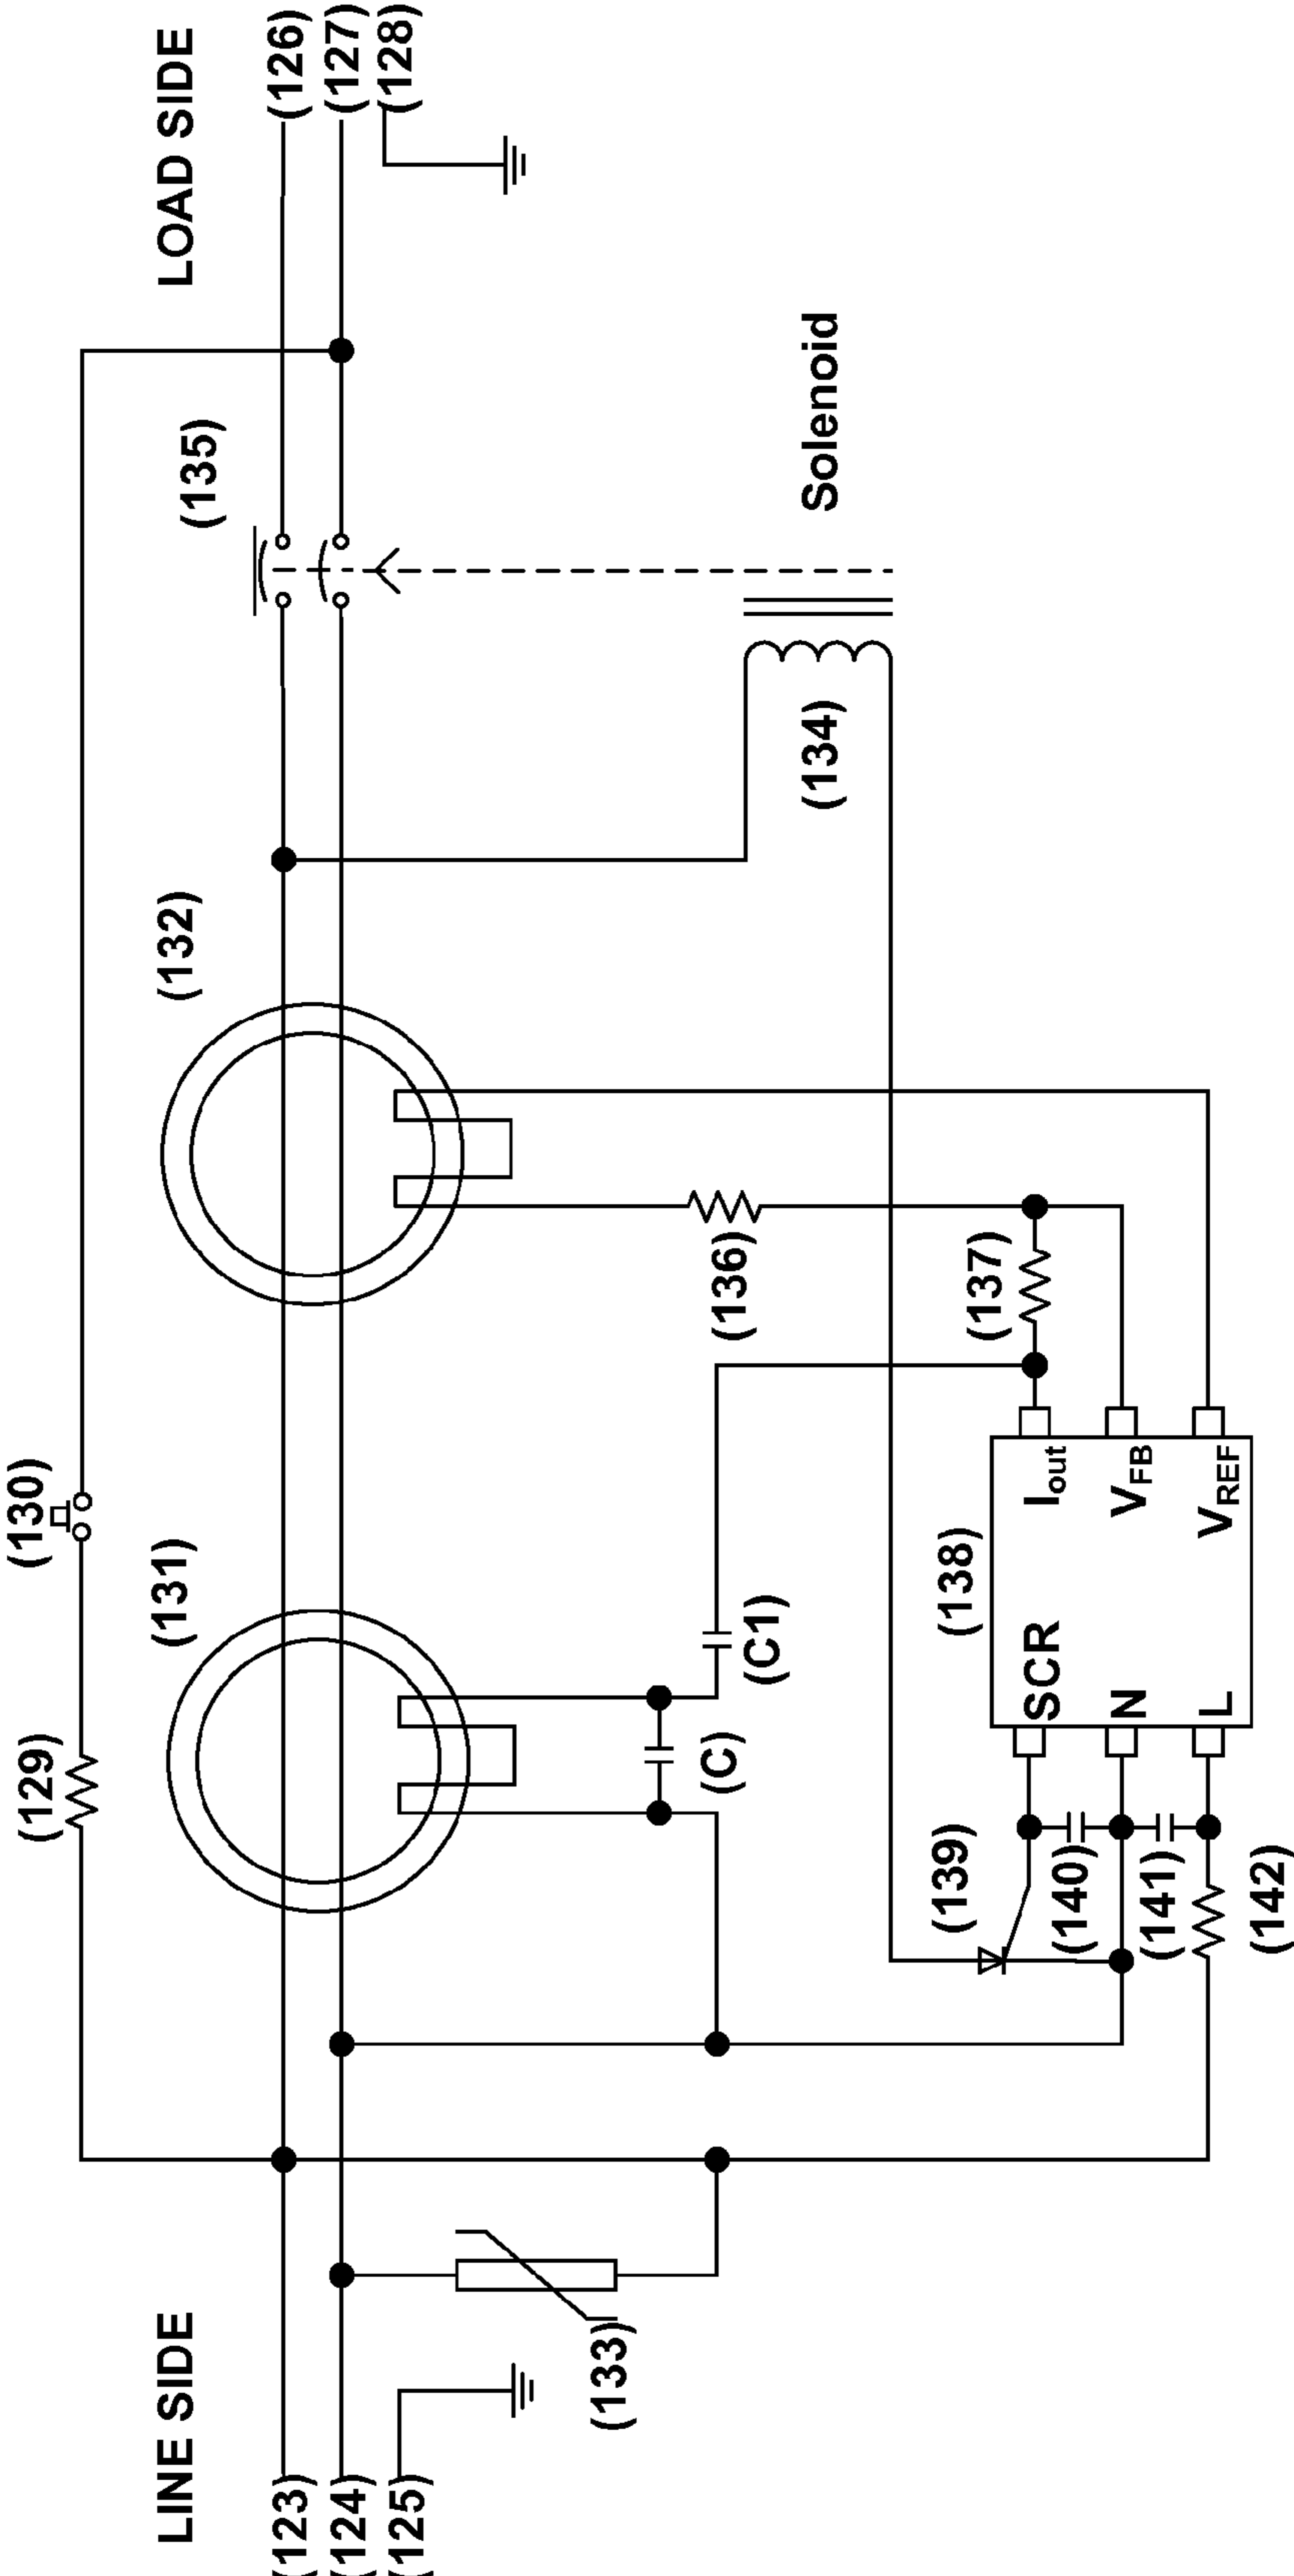 LINE SIDE
LOAD SIDE
(123)
(124)
(125)
(126)
(127)
(128)
(129)
(130)
(131)
(132)
(135)
(133)
(C)
(C1)
(136)
(134)
Solenoid
(137)
(138)
(139)
(140)
(141)
(142)
SCR
N
L
Iout
VFB
VREF